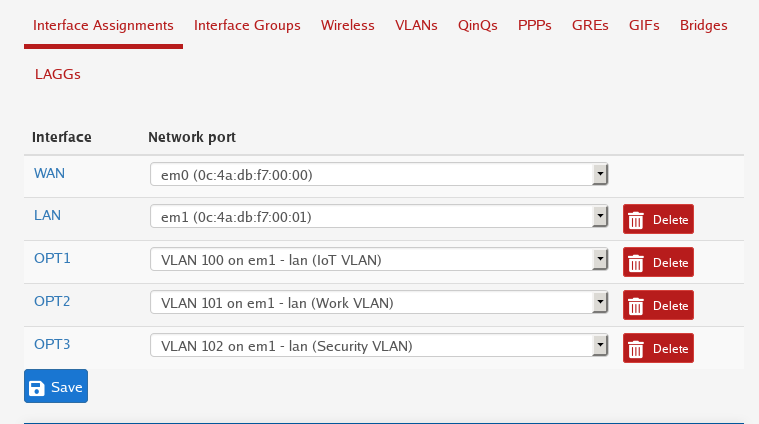 Interface Assignments Interface Groups Wireless VLANs QinQs PPPs GREs GIFs Bridges
LAGGs
Interface Network port
WAN em0 (0c:4a:db:f7:00:00)
LAN em1 (0c:4a:db:f7:00:01) Delete
OPT1 VLAN 100 on em1 - lan (IoT VLAN) Delete
OPT2 VLAN 101 on em1 - lan (Work VLAN) Delete
OPT3 VLAN 102 on em1 - lan (Security VLAN) Delete
Save